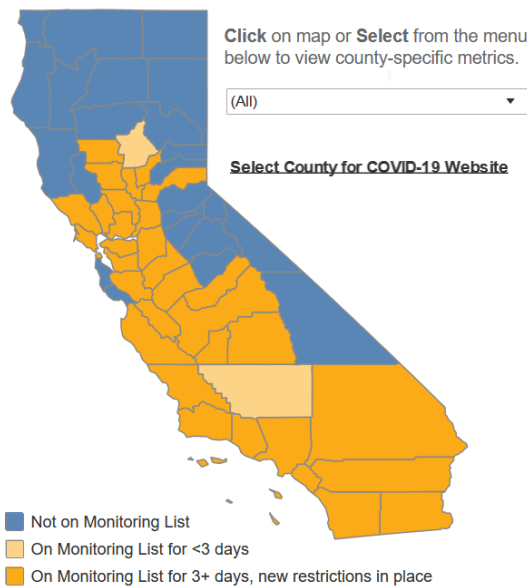 Click on map or Select from the menu
below to view county-specific metrics.
(All)
Select County for COVID-19 Website
Not on Monitoring List
On Monitoring List for <3 days
On Monitoring List for 3+ days, new restrictions in place